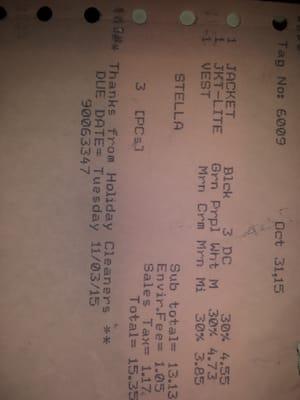 Tag No: 6009 Oct 31,15
1 JACKET Blck 3 DC 30% 4.55
1 JKT-LITE Grn Prpl Wht M 30% 4.73
1 VEST Mrn Crm Mrn Mi 30% 3.85
STELLA
Sub total= 13.13
Envir.Fee= 1.05
3 [PCs] Sales Tax= 1.17
Total= 15.35
** Thanks from Holiday Cleaners **
DUE DATE= Tuesday 11/03/15
90063347